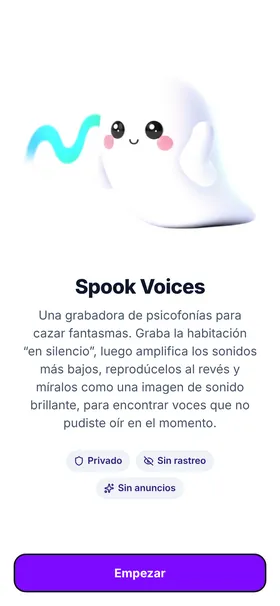 Spook Voices
Una grabadora de psicofonías para
cazar fantasmas. Graba la habitación
“en silencio”, luego amplifica los sonidos
más bajos, reprodúcelos al revés y
míralos como una imagen de sonido
brillante, para encontrar voces que no
pudiste oír en el momento.
Privado
Sin rastreo
Sin anuncios
Empezar